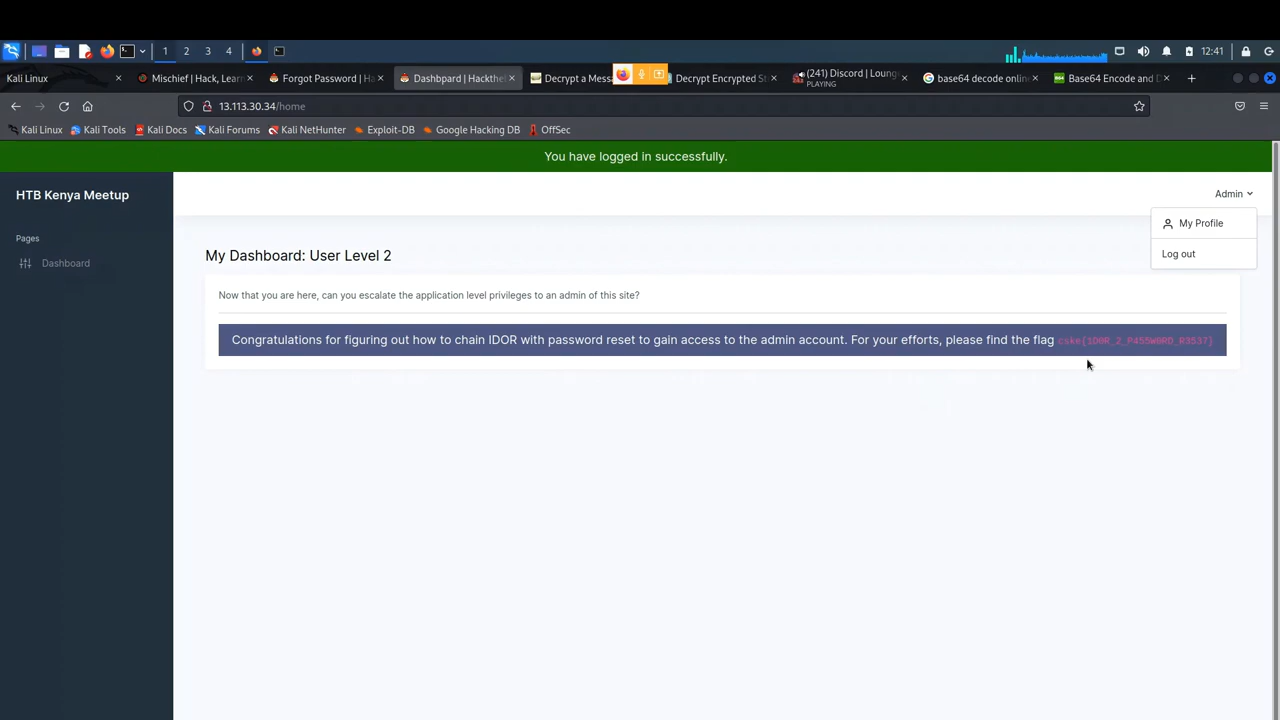 1 2 3 4 12:41
Kali Linux Mischief | Hack, Learn Forgot Password | Ha Dashbpard | Hackthe Decrypt a Mess Decrypt Encrypted St (241) Discord | Loung base64 decode online Base64 Encode and D
PLAYING
13.113.30.34/home
Kali Linux Kali Tools Kali Docs Kali Forums Kali NetHunter Exploit-DB Google Hacking DB OffSec
You have logged in successfully.
HTB Kenya Meetup
Admin
Pages
My Profile
Dashboard
Log out
My Dashboard: User Level 2
Now that you are here, can you escalate the application level privileges to an admin of this site?
Congratulations for figuring out how to chain IDOR with password reset to gain access to the admin account. For your efforts, please find the flag cske{1D0R_2_P455W0RD_R3S37}